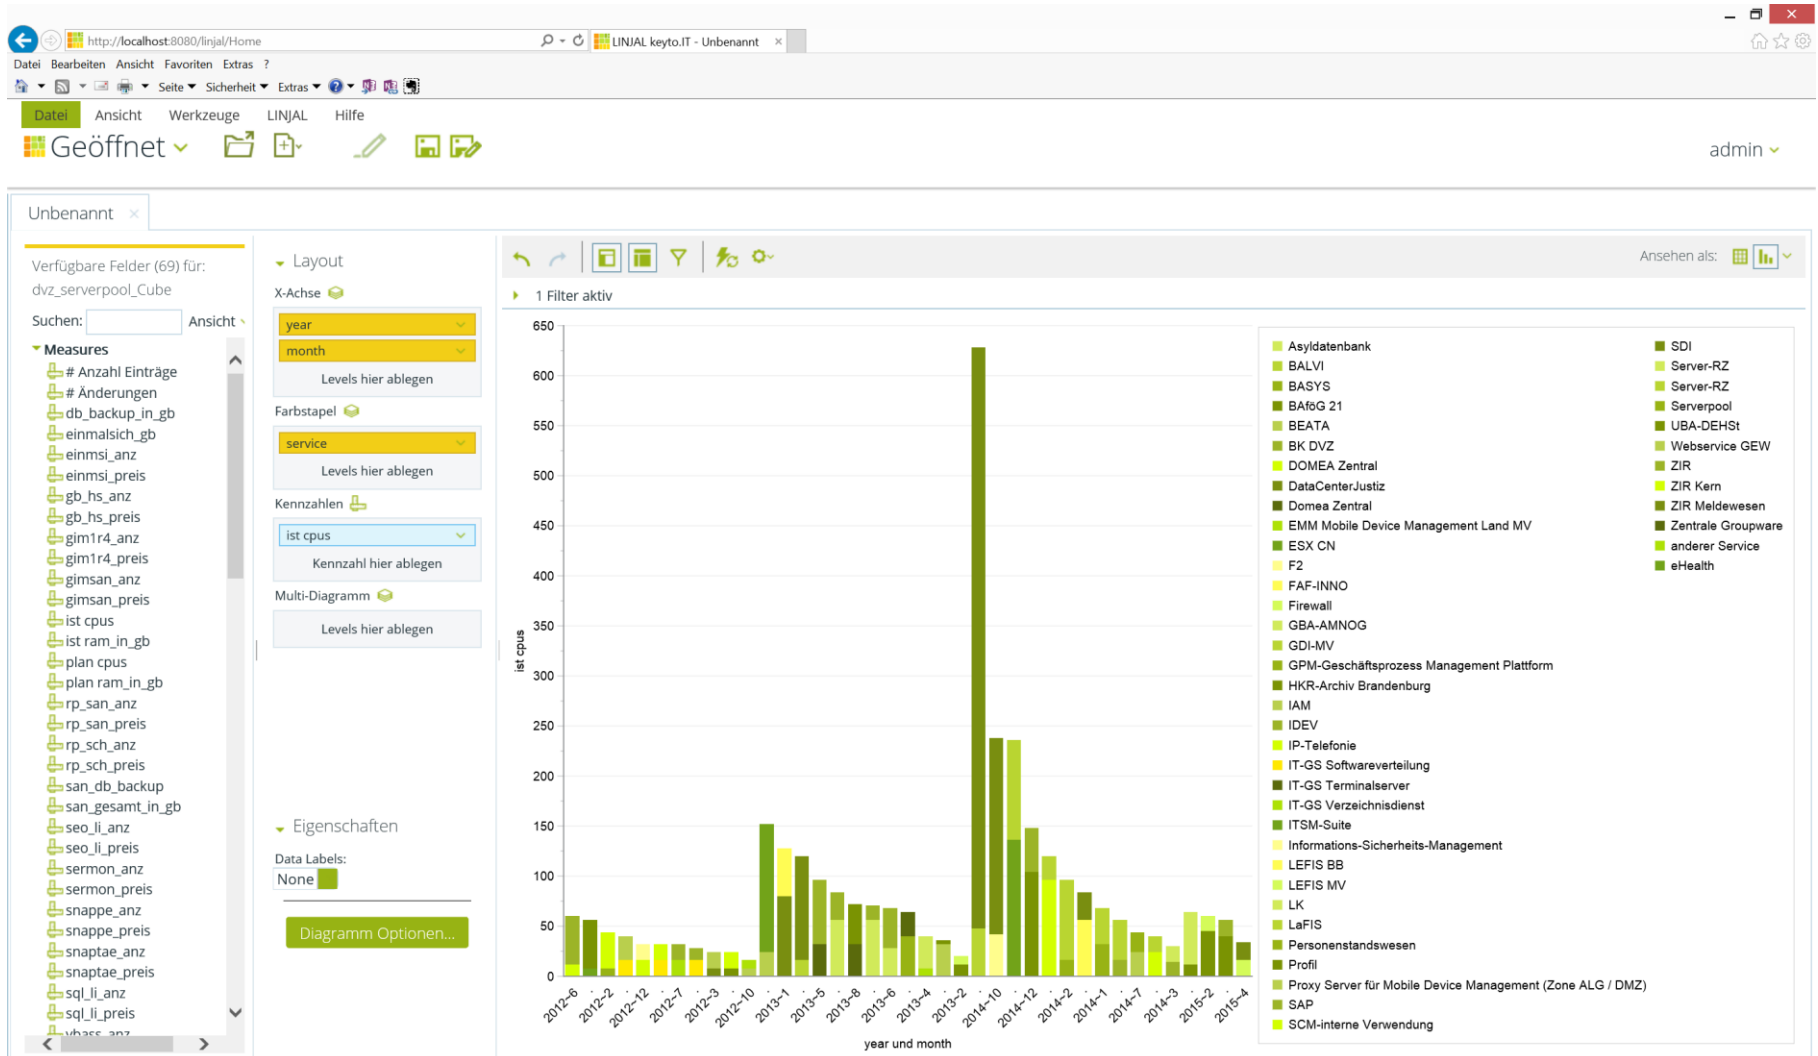 http://localhost:8080/linjal/Home
LINJAL keyto.IT - Unbenannt
Datei Bearbeiten Ansicht Favoriten Extras ?
Seite Sicherheit Extras
Datei Ansicht Werkzeuge LINJAL Hilfe
Geöffnet
admin
Unbenannt
Verfügbare Felder (69) für:
dvz_serverpool_Cube
Suchen: Ansicht
Measures
# Anzahl Einträge
# Änderungen
db_backup_in_gb
einmalsich_gb
einmsi_anz
einmsi_preis
gb_hs_anz
gb_hs_preis
gim1r4_anz
gim1r4_preis
gimsan_anz
gimsan_preis
ist cpus
ist ram_in_gb
plan cpus
plan ram_in_gb
rp_san_anz
rp_san_preis
rp_sch_anz
rp_sch_preis
san_db_backup
san_gesamt_in_gb
seo_li_anz
seo_li_preis
sermon_anz
sermon_preis
snappe_anz
snappe_preis
snaptae_anz
snaptae_preis
sql_li_anz
sql_li_preis
Layout
X-Achse
year
month
Levels hier ablegen
Farbstapel
service
Levels hier ablegen
Kennzahlen
ist cpus
Kennzahl hier ablegen
Multi-Diagramm
Levels hier ablegen
Eigenschaften
Data Labels:
None
Diagramm Optionen...
Ansehen als:
1 Filter aktiv
650
600
550
500
450
400
350
300
250
200
150
100
50
0
ist cpus
2012~6 . 2012~2 . 2012~12 . 2012~7 . 2012~3 . 2012~10 . 2013~1 . 2013~5 . 2013~8 . 2013~6 . 2013~4 . 2013~2 . 2014~10 . 2014~12 . 2014~2 . 2014~1 . 2014~7 . 2014~3 . 2015~2 . 2015~4
year und month
Asyldatenbank
BALVI
BASYS
BAföG 21
BEATA
BK DVZ
DOMEA Zentral
DataCenterJustiz
Domea Zentral
EMM Mobile Device Management Land MV
ESX CN
F2
FAF-INNO
Firewall
GBA-AMNOG
GDI-MV
GPM-Geschäftsprozess Management Plattform
HKR-Archiv Brandenburg
IAM
IDEV
IP-Telefonie
IT-GS Softwareverteilung
IT-GS Terminalserver
IT-GS Verzeichnisdienst
ITSM-Suite
Informations-Sicherheits-Management
LEFIS BB
LEFIS MV
LK
LaFIS
Personenstandswesen
Profil
Proxy Server für Mobile Device Management (Zone ALG / DMZ)
SAP
SCM-interne Verwendung
SDI
Server-RZ
Server-RZ
Serverpool
UBA-DEHSt
Webservice GEW
ZIR
ZIR Kern
ZIR Meldewesen
Zentrale Groupware
anderer Service
eHealth